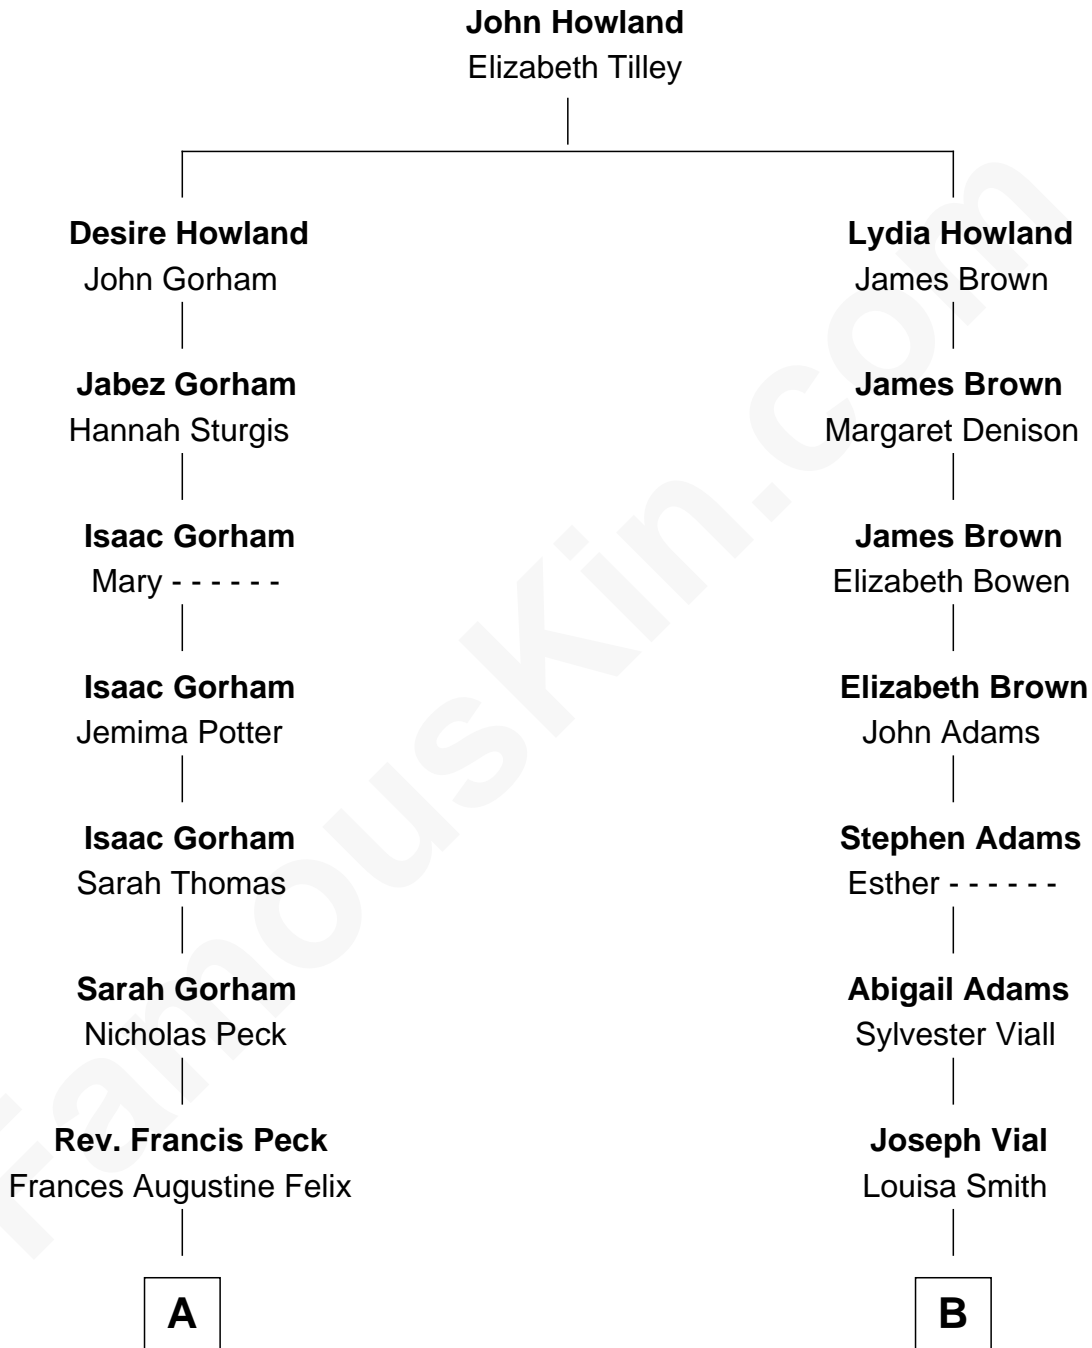 John Howland
Elizabeth Tilley
Desire Howland
John Gorham
Lydia Howland
James Brown
Jabez Gorham
Hannah Sturgis
James Brown
Margaret Denison
Isaac Gorham
Mary - - - - - -
James Brown
Elizabeth Bowen
Isaac Gorham
Jemima Potter
Elizabeth Brown
John Adams
Isaac Gorham
Sarah Thomas
Stephen Adams
Esther - - - - - -
Sarah Gorham
Nicholas Peck
Abigail Adams
Sylvester Viall
Rev. Francis Peck
Frances Augustine Felix
Joseph Vial
Louisa Smith
A
B
FamousKin.com